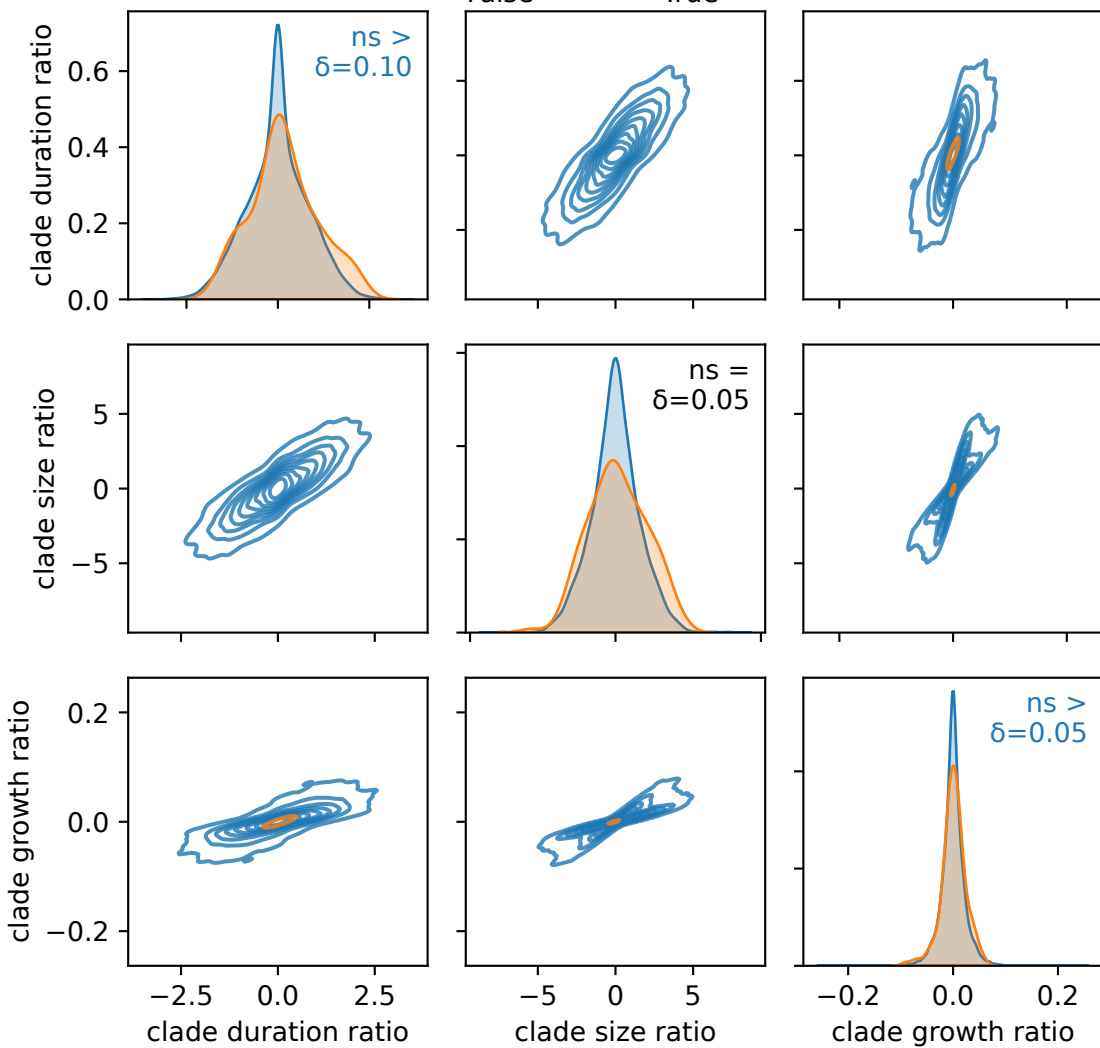 clade duration ratio
0.6
0.4
0.2
0.0
ns >
δ=0.10
clade size ratio
5
0
−5
ns =
δ=0.05
clade growth ratio
0.2
0.0
−0.2
ns >
δ=0.05
−2.5 0.0 2.5
clade duration ratio
−5 0 5
clade size ratio
−0.2 0.0 0.2
clade growth ratio